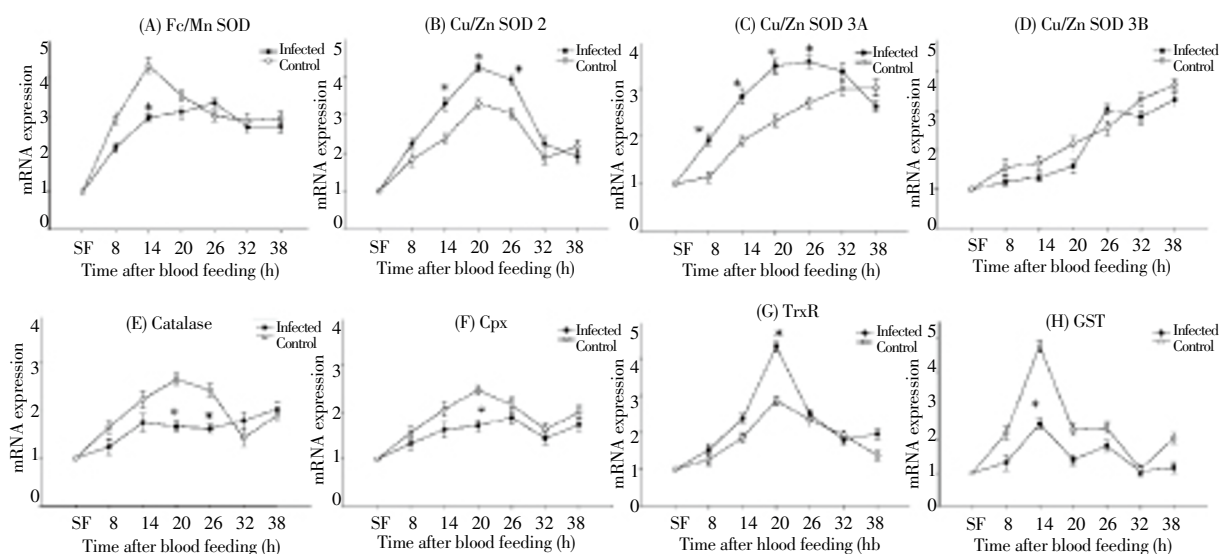 (A) Fc/Mn SOD
Infected
Control
mRNA expression
5
4
3
2
1
0
SF 8 14 20 26 32 38
Time after blood feeding (h)
(B) Cu/Zn SOD 2
Infected
Control
mRNA expression
5
4
3
2
1
0
SF 8 14 20 26 32 38
Time after blood feeding (h)
(C) Cu/Zn SOD 3A
Infected
Control
mRNA expression
4
3
2
1
0
SF 8 14 20 26 32 38
Time after blood feeding (h)
(D) Cu/Zn SOD 3B
Infected
Control
mRNA expression
5
4
3
2
1
0
SF 8 14 20 26 32 38
Time after blood feeding (h)
(E) Catalase
Infected
Control
mRNA expression
4
3
2
1
0
SF 8 14 20 26 32 38
Time after blood feeding (h)
(F) Cpx
Infected
Control
mRNA expression
4
3
2
1
0
SF 8 14 20 26 32 38
Time after blood feeding (h)
(G) TrxR
Infected
Control
mRNA expression
5
4
3
2
1
0
SF 8 14 20 26 32 38
Time after blood feeding (hb
(H) GST
Infected
Control
mRNA expression
5
4
3
2
1
0
SF 8 14 20 26 32 38
Time after blood feeding (h)